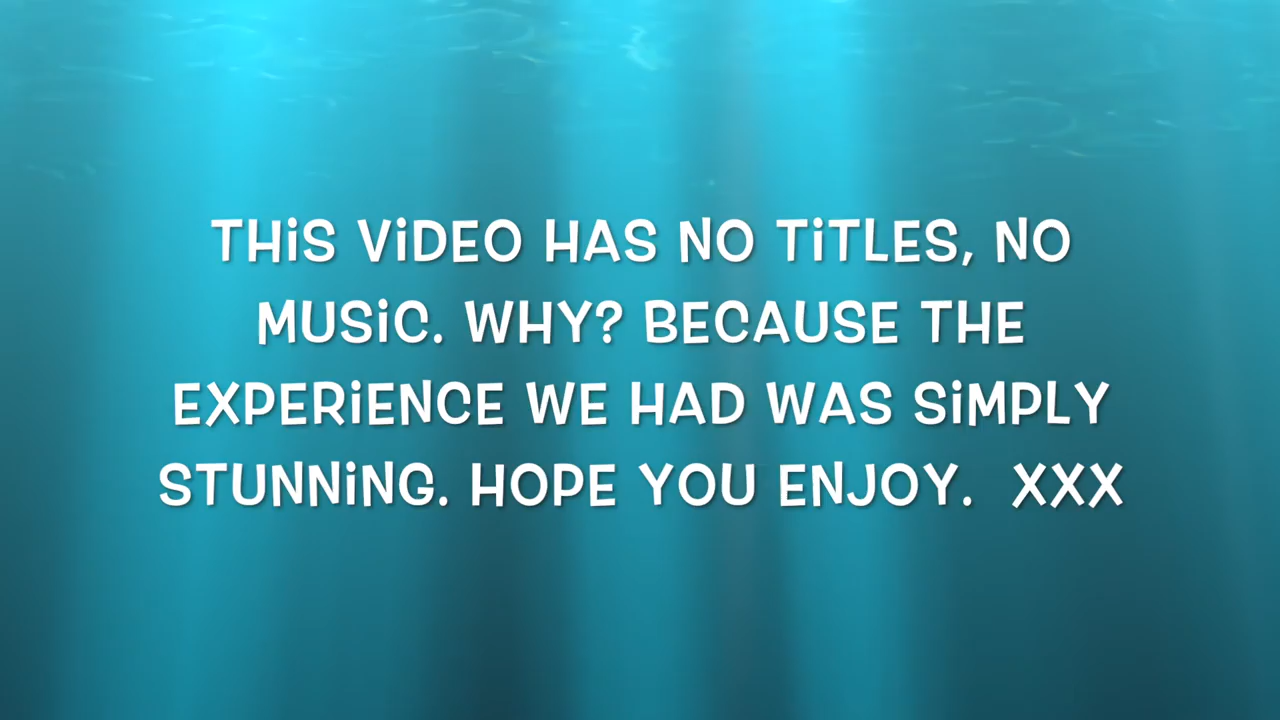 THiS ViDEO HAS NO TiTLES, NO
MUSiC. WHY? BECAUSE THE
EXPERiENCE WE HAD WAS SiMPLY
STUNNiNG. HOPE YOU ENJOY.  XXX